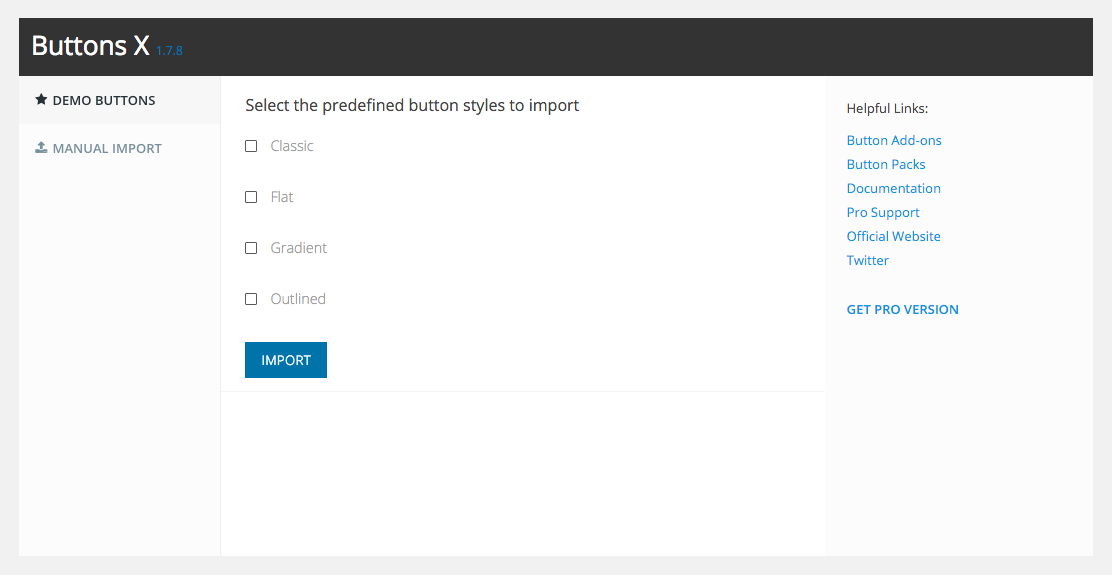 Buttons X 1.7.8
DEMO BUTTONS
MANUAL IMPORT
Select the predefined button styles to import
Classic
Flat
Gradient
Outlined
IMPORT
Helpful Links:
Button Add-ons
Button Packs
Documentation
Pro Support
Official Website
Twitter
GET PRO VERSION